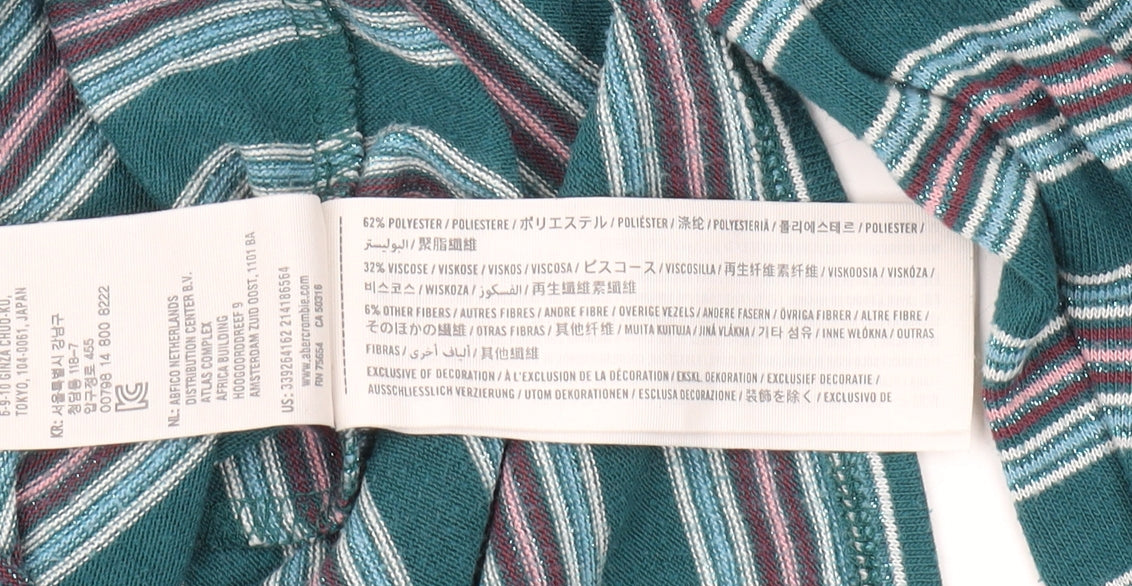 62% POLYESTER / POLIESTERE / ポリエステル / POLIÉSTER / 涤纶 / POLYESTERIÄ / 폴리에스테르 / POLIESTER /
البوليستر / 聚脂纖維
32% VISCOSE / VISKOSE / VISKOS / VISCOSA / ビスコース / VISCOSILLA / 再生纤维素纤维 / VISKOOSIA / VISKÓZA /
비스코스 / WISKOZA / الفسكوز / 再生纖維素纖維
6% OTHER FIBERS / AUTRES FIBRES / ANDRE FIBRE / OVERIGE VEZELS / ANDERE FASERN / ÖVRIGA FIBRER / ALTRE FIBRE /
そのほかの繊維 / OTRAS FIBRAS / 其他纤维 / MUITA KUITUJA / JINÁ VLÁKNA / 기타 섬유 / INNE WŁÓKNA / OUTRAS
FIBRAS / ألياف أخرى / 其他纖維
EXCLUSIVE OF DECORATION / À L'EXCLUSION DE LA DÉCORATION / EKSKL. DEKORATION / EXCLUSIEF DECORATIE /
AUSSCHLIESSLICH VERZIERUNG / UTOM DEKORATIONEN / ESCLUSA DECORAZIONE / 装飾を除く / EXCLUSIVO DE
6-9-10 GINZA CHUO-KU,
TOKYO, 104-0061, JAPAN
KR: 서울특별시 강남구
청담동 118-7
압구정로 455
00798 14 800 8222
NL: ABFICO NETHERLANDS
DISTRIBUTION CENTER B.V.
ATLAS COMPLEX
AFRICA BUILDING
HOOGOORDDREEF 9
AMSTERDAM ZUID OOST, 1101 BA
US: 339264162 214186564
www.abercrombie.com
RN 75654 CA 50316